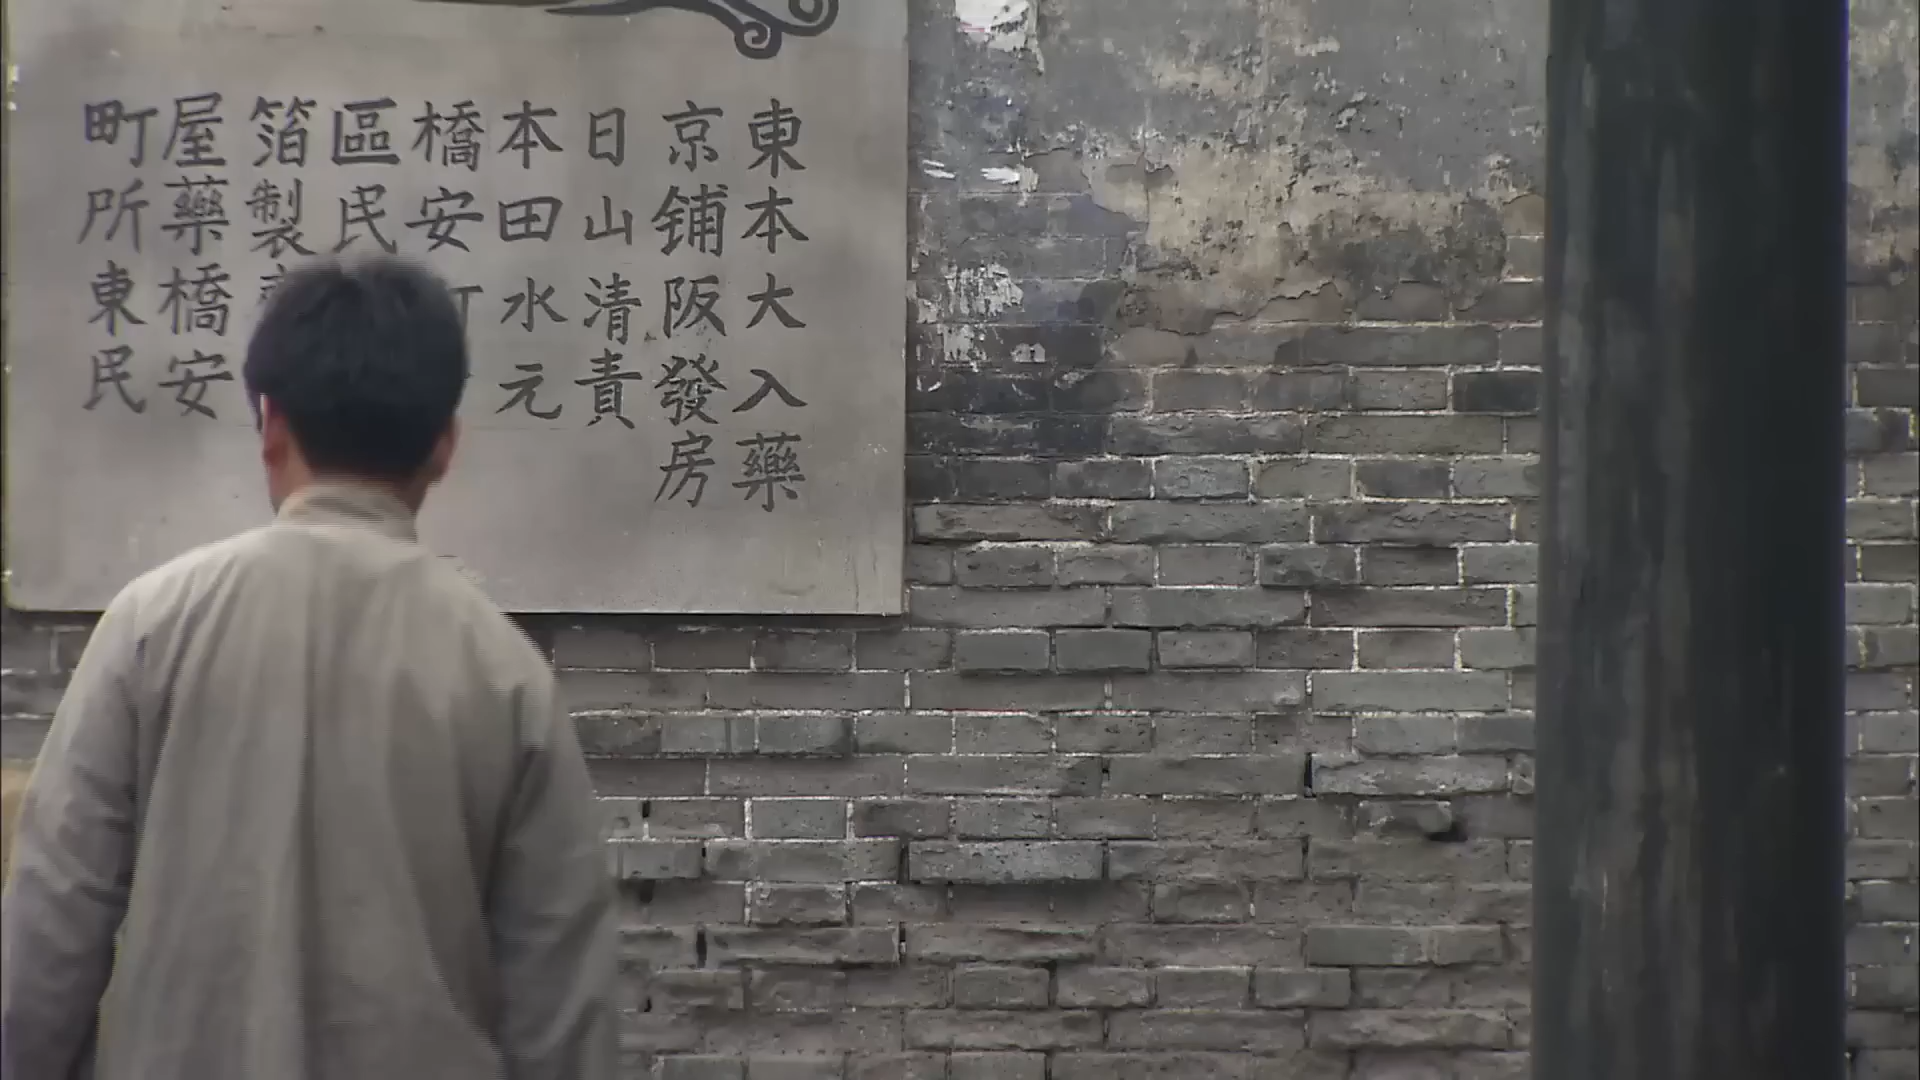 東本大入藥
京鋪阪發房
日山清責
本田水元
橋安
區民
箔製
屋藥橋安
町所東民